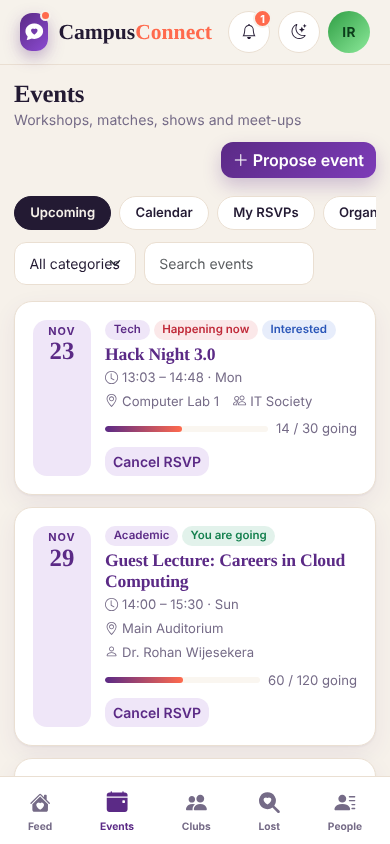 CampusConnect
1
IR
Events
Workshops, matches, shows and meet-ups
+ Propose event
Upcoming
Calendar
My RSVPs
Organ
All categories
Search events
NOV
23
Tech
Happening now
Interested
Hack Night 3.0
13:03 – 14:48 · Mon
Computer Lab 1
IT Society
14 / 30 going
Cancel RSVP
NOV
29
Academic
You are going
Guest Lecture: Careers in Cloud
Computing
14:00 – 15:30 · Sun
Main Auditorium
Dr. Rohan Wijesekera
60 / 120 going
Cancel RSVP
Feed
Events
Clubs
Lost
People